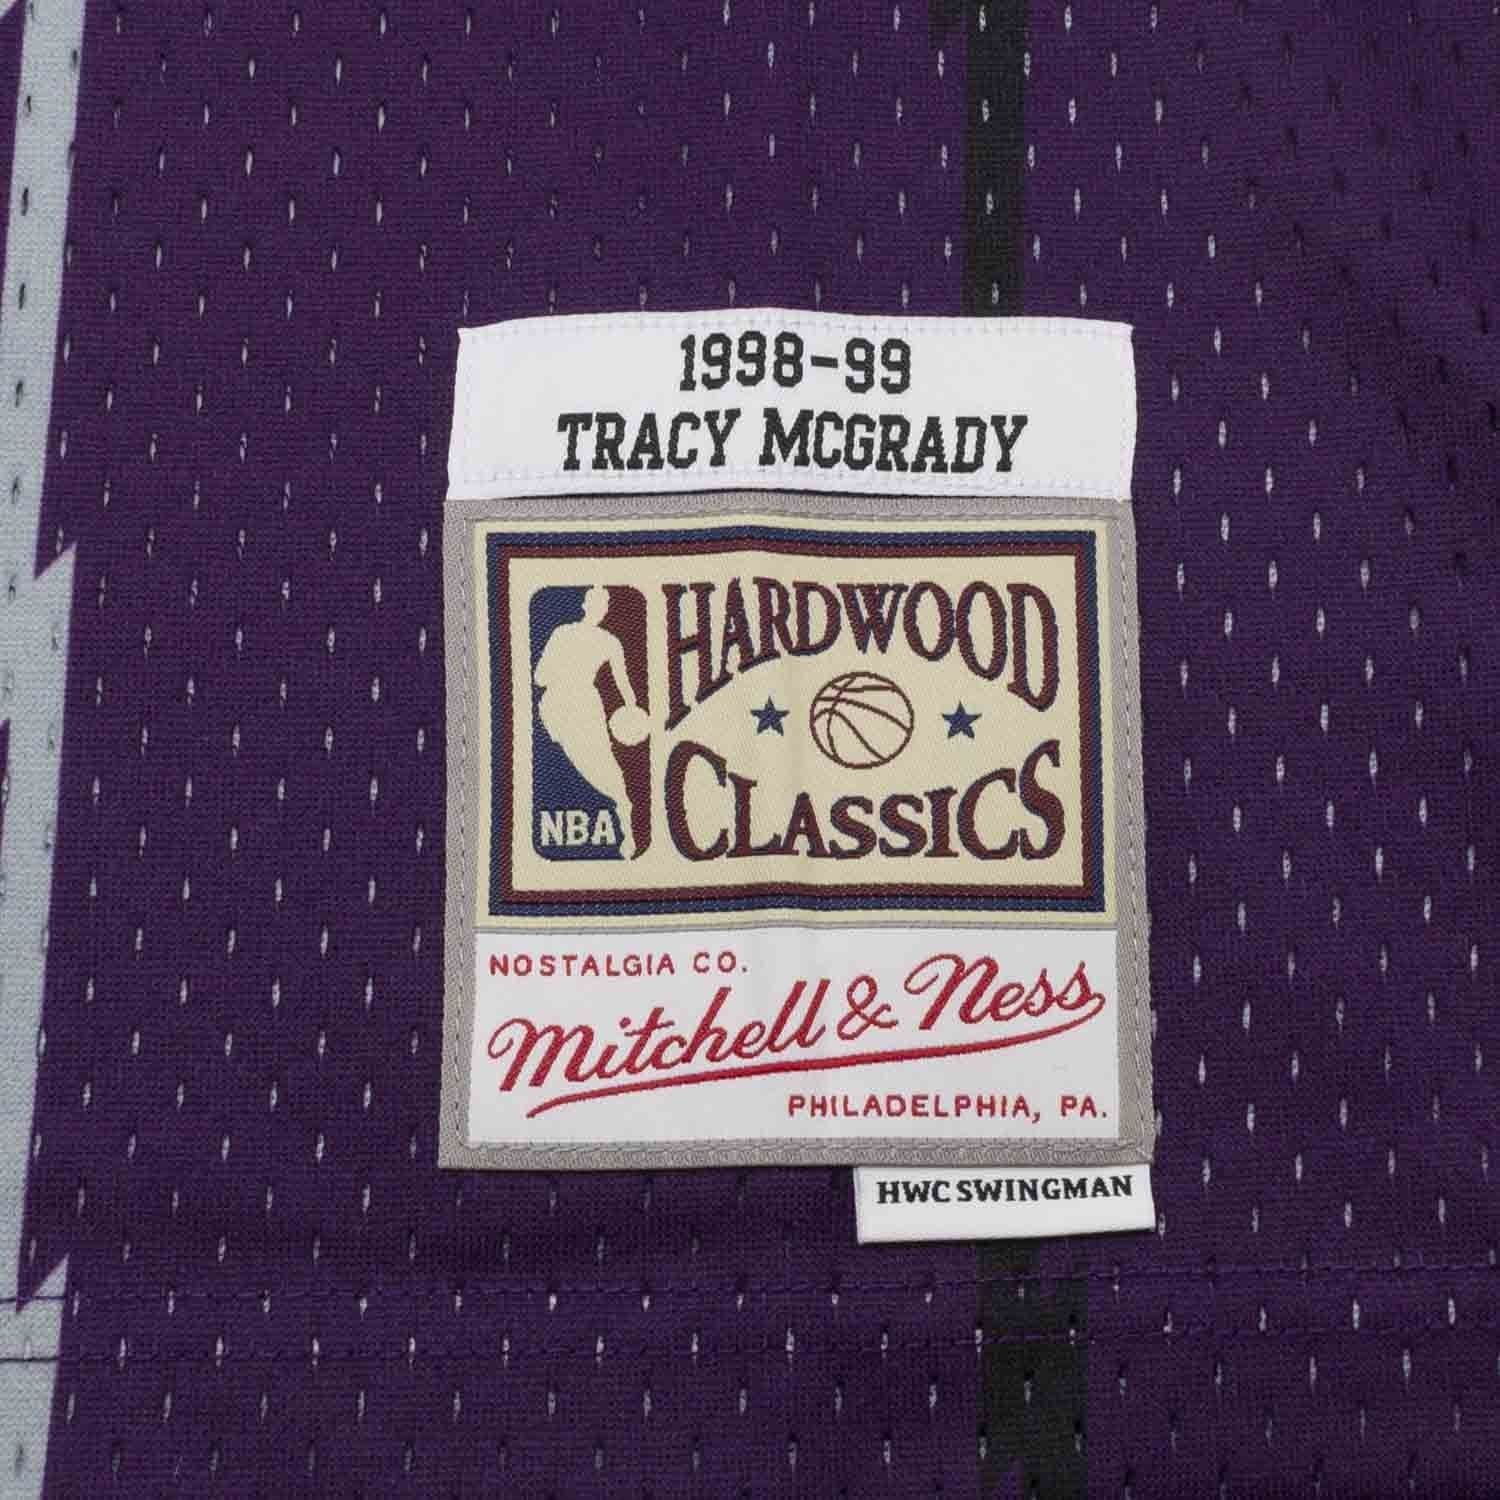 1998-99
TRACY MCGRADY
HARDWOOD
CLASSICS
NBA
NOSTALGIA CO.
Mitchell & Ness
PHILADELPHIA, PA.
HWC SWINGMAN